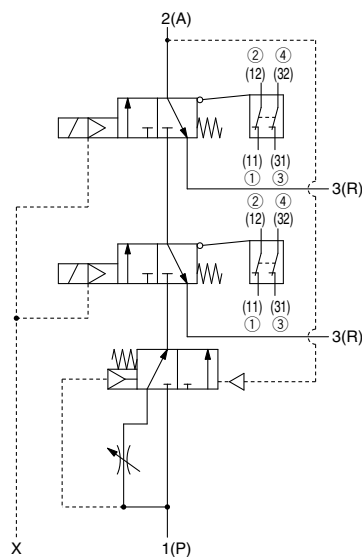 2(A)
② ④
(12) (32)
(11) (31)
① ③
3(R)
② ④
(12) (32)
(11) (31)
① ③
3(R)
X 1(P)